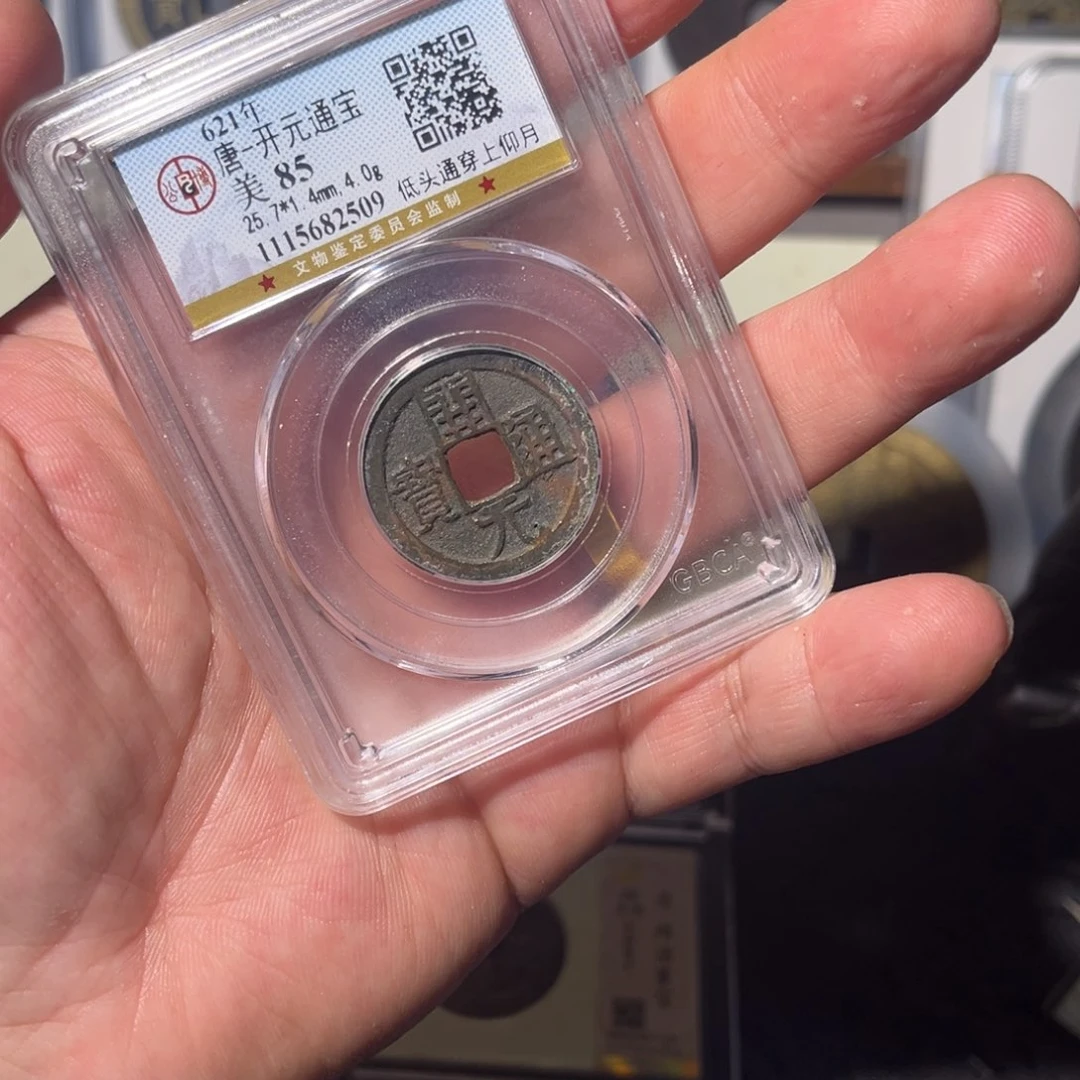 621年
唐-开元通宝
美 85
25.7*1.4mm, 4.0g
低头通穿上仰月
1115682509
★ 文物鉴定委员会监制 ★
公博
開元通寶
GBCA®